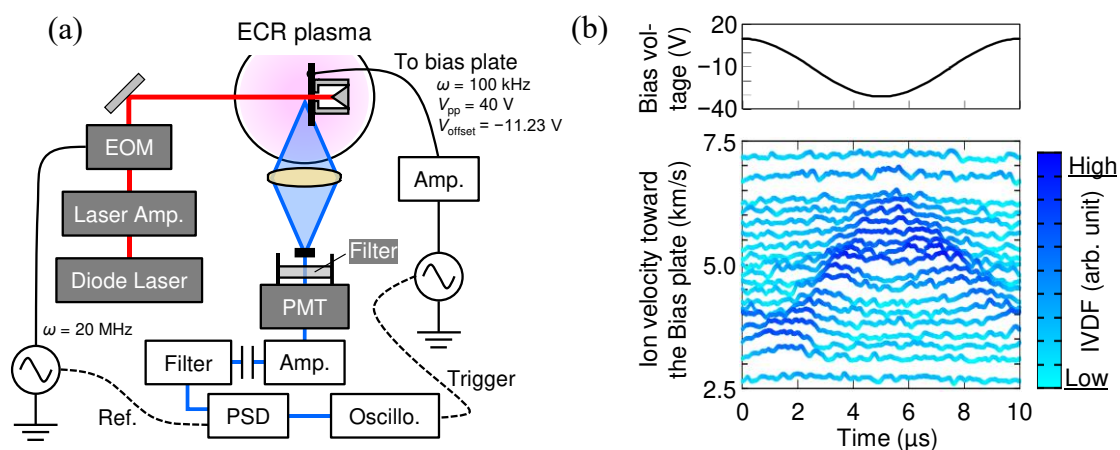 (a)
ECR plasma
To bias plate
ω = 100 kHz
Vpp = 40 V
Voffset = −11.23 V
EOM
Amp.
Laser Amp.
Filter
Diode Laser
PMT
ω = 20 MHz
Filter
Amp.
Trigger
Ref.
PSD
Oscillo.
(b)
Bias vol-
tage (V)
20
−10
−40
Ion velocity toward
the Bias plate (km/s)
7.5
5.0
2.5
0
2
4
6
8
10
Time (μs)
High
IVDF (arb. unit)
Low